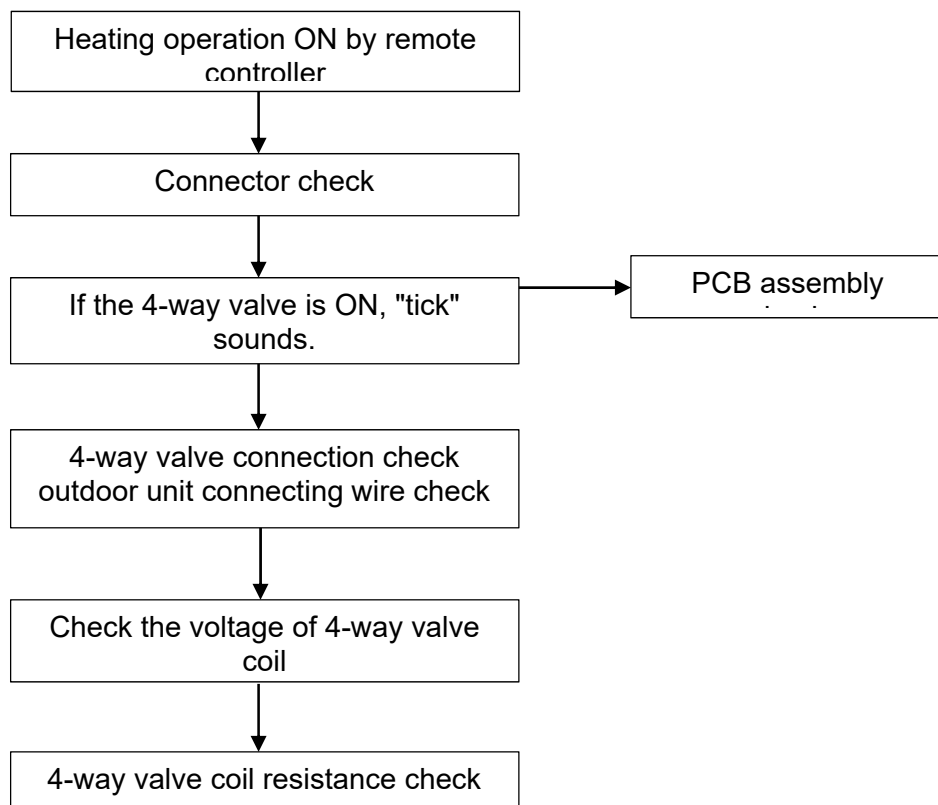 Heating operation ON by remote
controller
Connector check
If the 4-way valve is ON, "tick"
sounds.
PCB assembly
4-way valve connection check
outdoor unit connecting wire check
Check the voltage of 4-way valve
coil
4-way valve coil resistance check